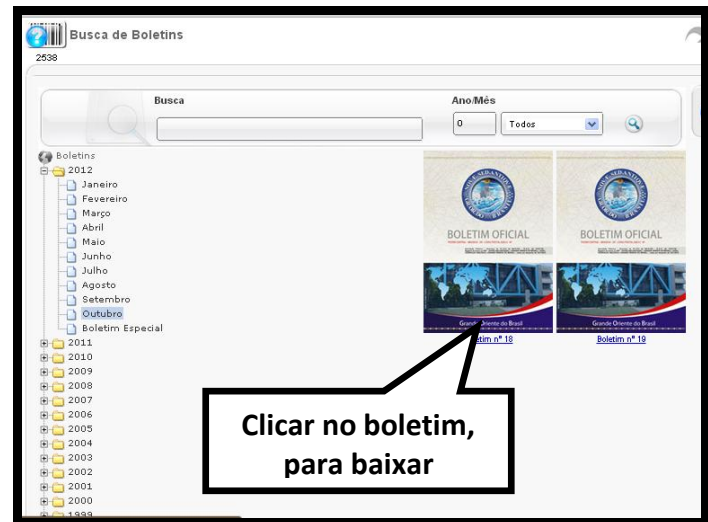 Busca de Boletins
2538
Busca
Ano/Mês
0
Todos
Boletins
2012
Janeiro
Fevereiro
Março
Abril
Maio
Junho
Julho
Agosto
Setembro
Outubro
Boletim Especial
2011
2010
2009
2008
2007
2006
2005
2004
2003
2002
2001
2000
1999
BOLETIM OFICIAL
Grande Oriente do Brasil
nº 18
BOLETIM OFICIAL
Grande Oriente do Brasil
Boletim nº 19
Clicar no boletim,
para baixar